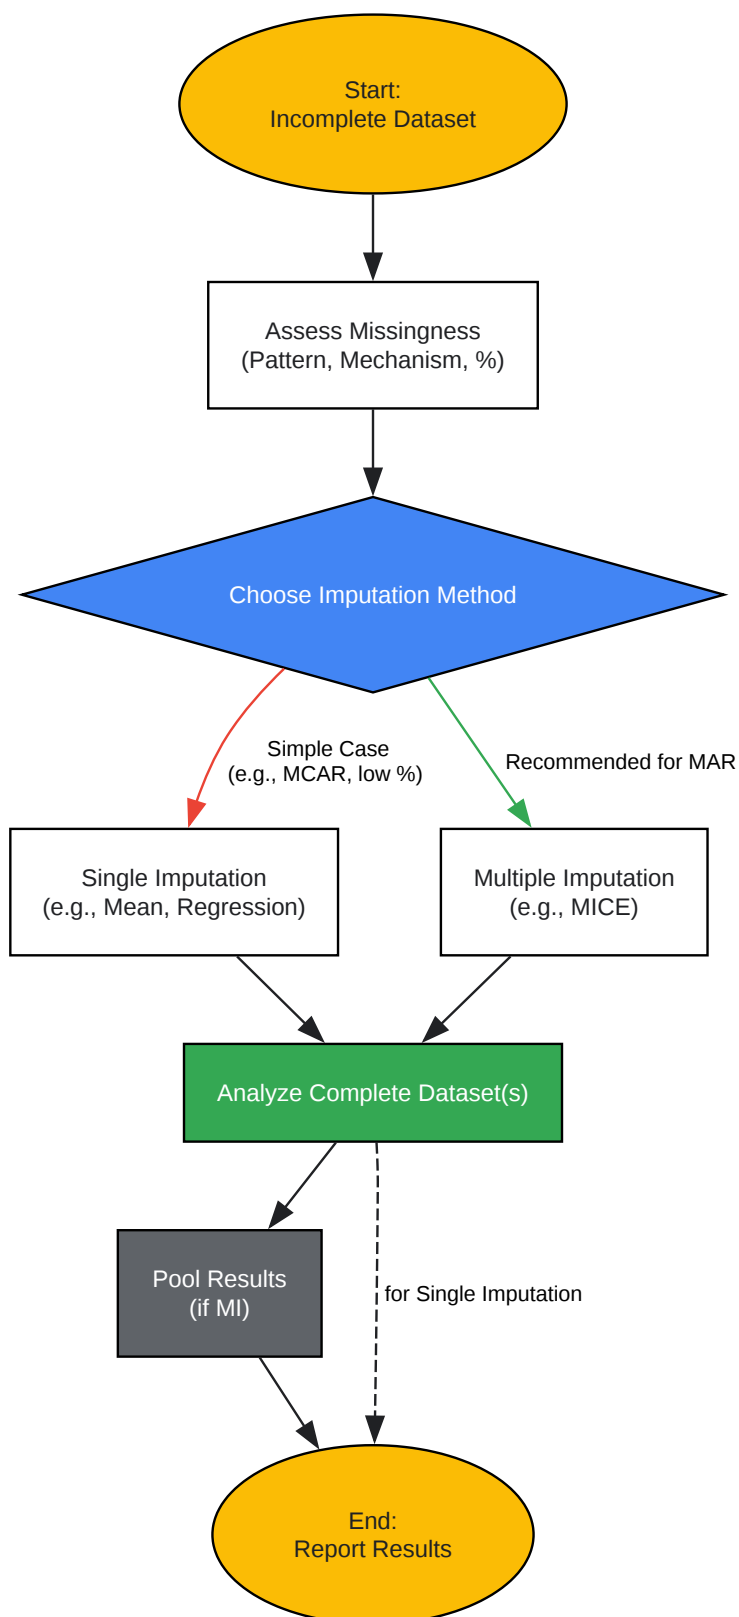 Start:
Incomplete Dataset
Assess Missingness
(Pattern, Mechanism, %)
Choose Imputation Method
Simple Case
(e.g., MCAR, low %)
Recommended for MAR
Single Imputation
(e.g., Mean, Regression)
Multiple Imputation
(e.g., MICE)
Analyze Complete Dataset(s)
Pool Results
(if MI)
for Single Imputation
End:
Report Results